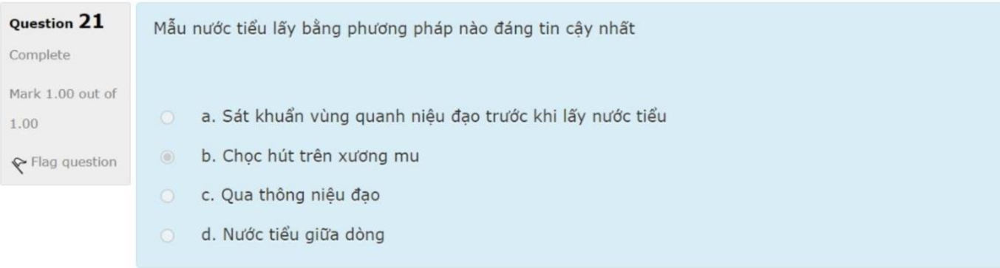 Question 21
Complete
Mark 1.00 out of
1.00
Flag question
Mẫu nước tiểu lấy bằng phương pháp nào đáng tin cậy nhất
a. Sát khuẩn vùng quanh niệu đạo trước khi lấy nước tiểu
b. Chọc hút trên xương mu
c. Qua thông niệu đạo
d. Nước tiểu giữa dòng